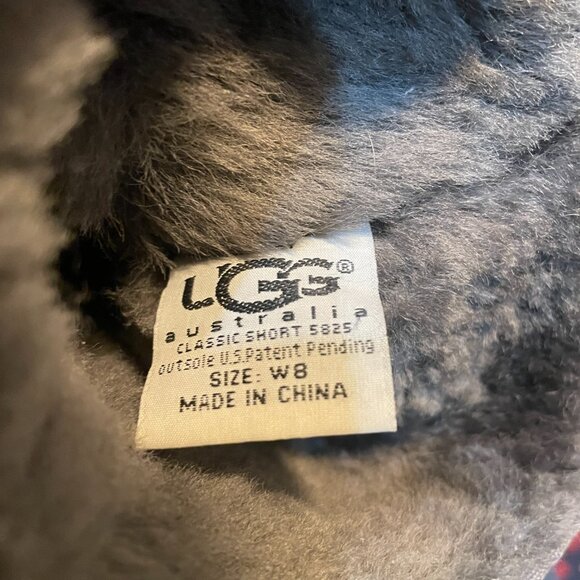 UGG®
australia
CLASSIC SHORT 5825
outsole U.S.Patent Pending
SIZE: W8
MADE IN CHINA